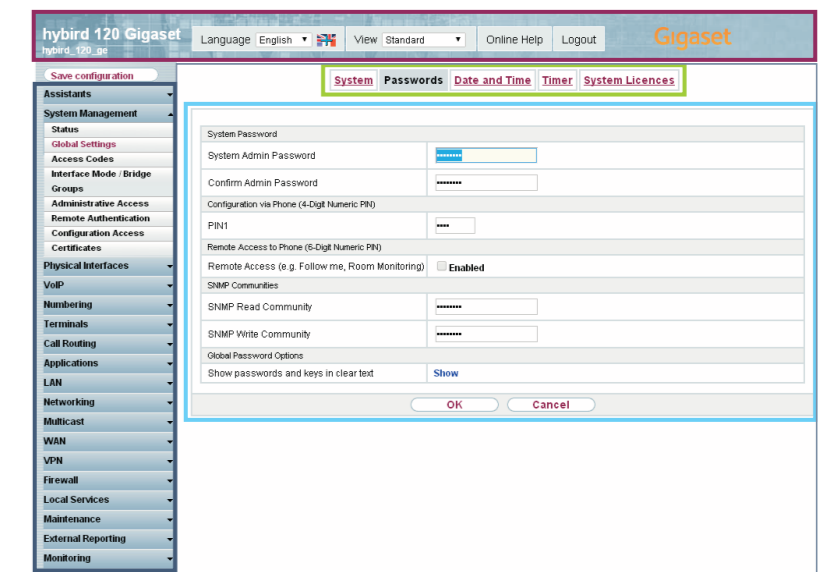 hybird 120 Gigaset
hybird_120_ge
Language English View Standard Online Help Logout
Gigaset
Save configuration
Assistants
System Management
Status
Global Settings
Access Codes
Interface Mode / Bridge
Groups
Administrative Access
Remote Authentication
Configuration Access
Certificates
Physical Interfaces
VoIP
Numbering
Terminals
Call Routing
Applications
LAN
Networking
Multicast
WAN
VPN
Firewall
Local Services
Maintenance
External Reporting
Monitoring
System Passwords Date and Time Timer System Licences
System Password
System Admin Password ••••••••
Confirm Admin Password ••••••••
Configuration via Phone (4-Digit Numeric PIN)
PIN1 ••••
Remote Access to Phone (6-Digit Numeric PIN)
Remote Access (e.g. Follow me, Room Monitoring) Enabled
SNMP Communities
SNMP Read Community ••••••••
SNMP Write Community ••••••••
Global Password Options
Show passwords and keys in clear text Show
OK Cancel